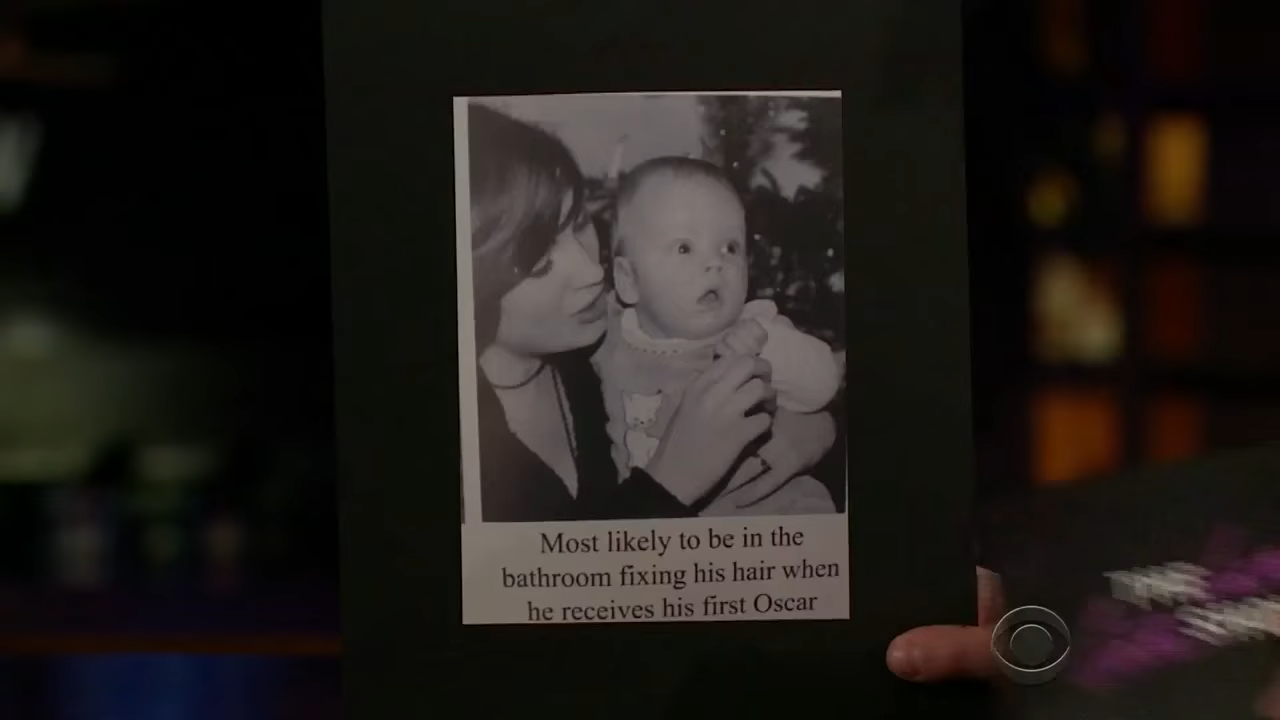 Most likely to be in the
bathroom fixing his hair when
he receives his first Oscar